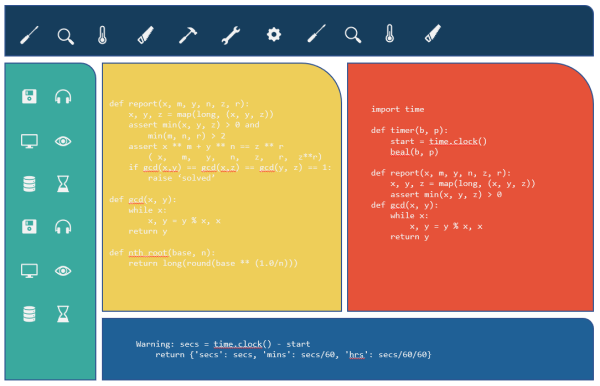 def report(x, m, y, n, z, r):
x, y, z = map(long, (x, y, z))
assert min(x, y, z) > 0 and
min(m, n, r) > 2
assert x ** m + y ** n == z ** r
( x, m, y, n, z, r, z**r)
if gcd(x,y) == gcd(x,z) == gcd(y, z) == 1:
raise 'solved'
def gcd(x, y):
while x:
x, y = y % x, x
return y
def nth_root(base, n):
return long(round(base ** (1.0/n)))
import time
def timer(b, p):
start = time.clock()
beal(b, p)
def report(x, m, y, n, z, r):
x, y, z = map(long, (x, y, z))
assert min(x, y, z) > 0
def gcd(x, y):
while x:
x, y = y % x, x
return y
Warning: secs = time.clock() - start
return {'secs': secs, 'mins': secs/60, 'hrs': secs/60/60}